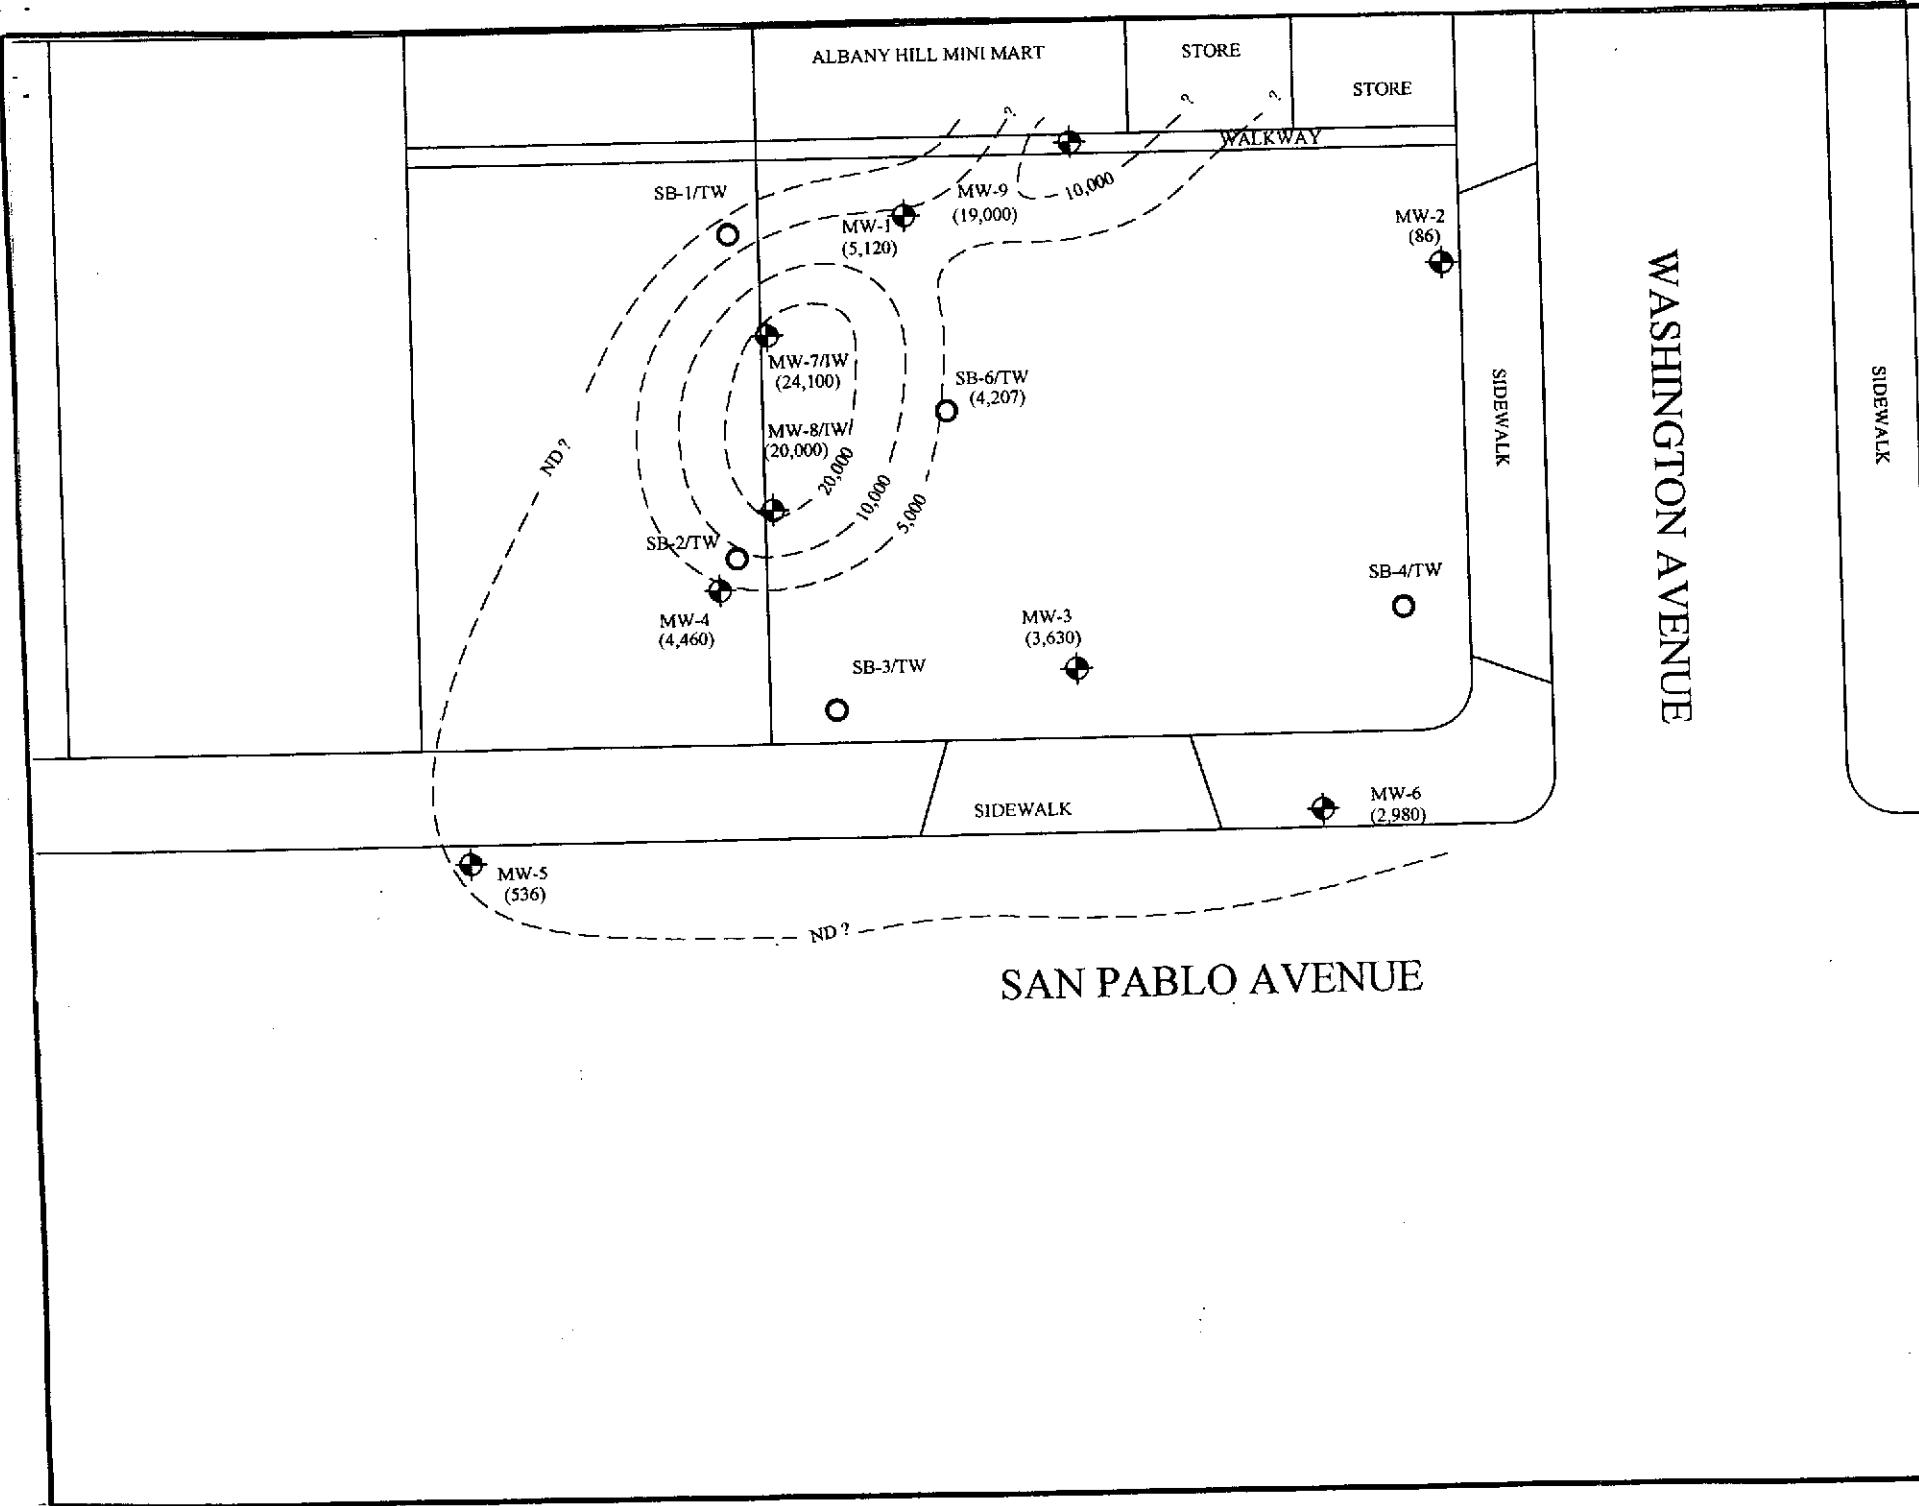 ALBANY HILL MINI MART
STORE
STORE
?
?
?
WALKWAY
SB-1/TW
MW-9
(19,000)
10,000
MW-1
(5,120)
MW-2
(86)
MW-7/IW
(24,100)
SB-6/TW
(4,207)
MW-8/IW
(20,000)
20,000
10,000
5,000
ND ?
SB-2/TW
MW-4
(4,460)
SB-3/TW
MW-3
(3,630)
SB-4/TW
SIDEWALK
WASHINGTON AVENUE
SIDEWALK
SIDEWALK
MW-6
(2,980)
MW-5
(536)
ND ?
SAN PABLO AVENUE